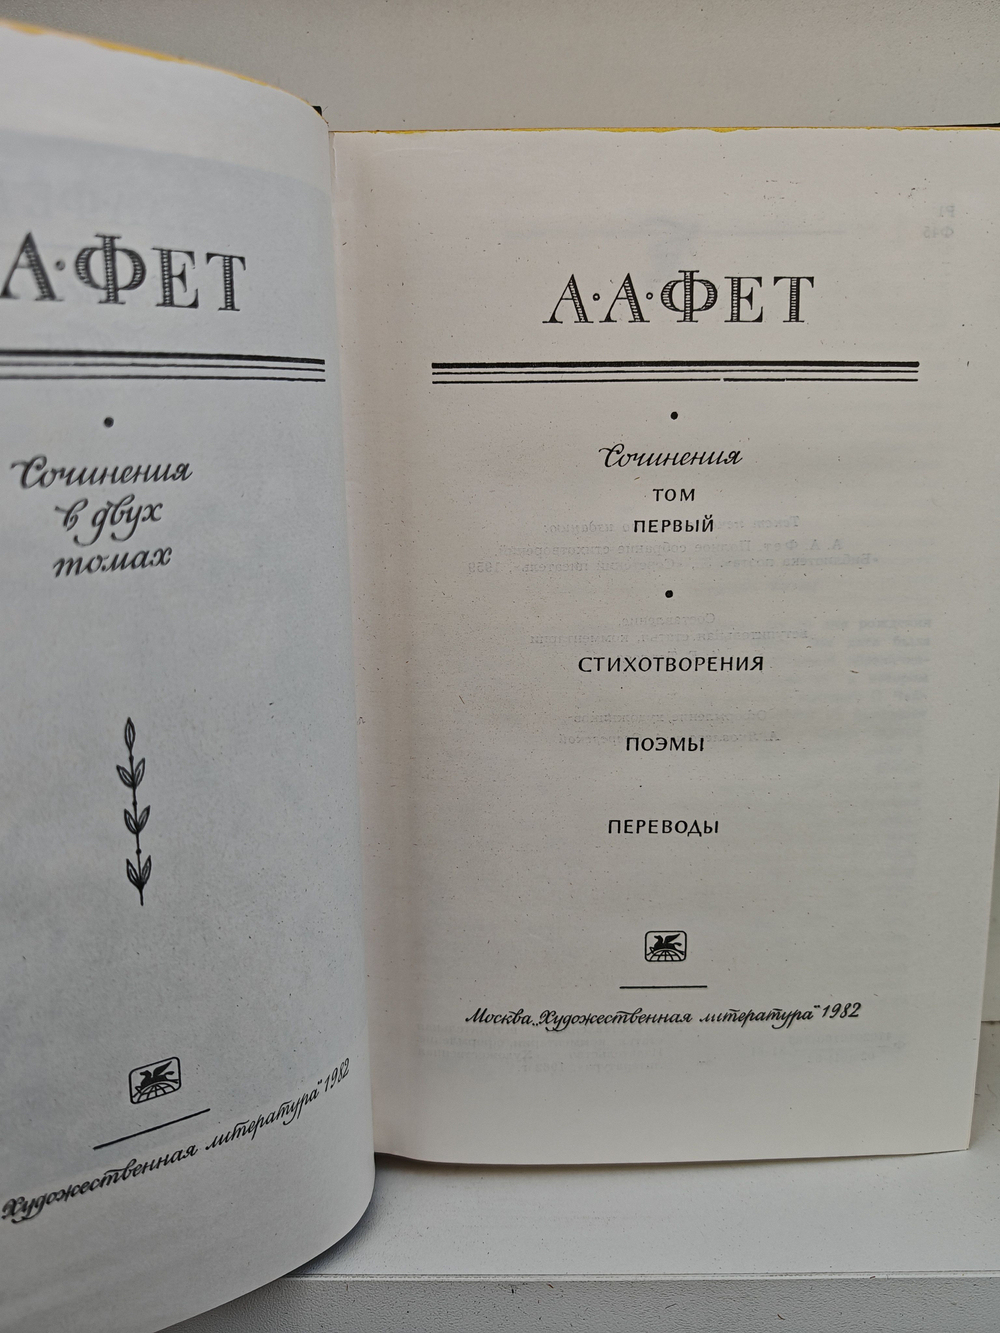 А·ФЕТ
Сочинения
в двух
томах
Художественная литература" 1982
А·А·ФЕТ
Сочинения
ТОМ
ПЕРВЫЙ
СТИХОТВОРЕНИЯ
ПОЭМЫ
ПЕРЕВОДЫ
Москва „Художественная литература" 1982